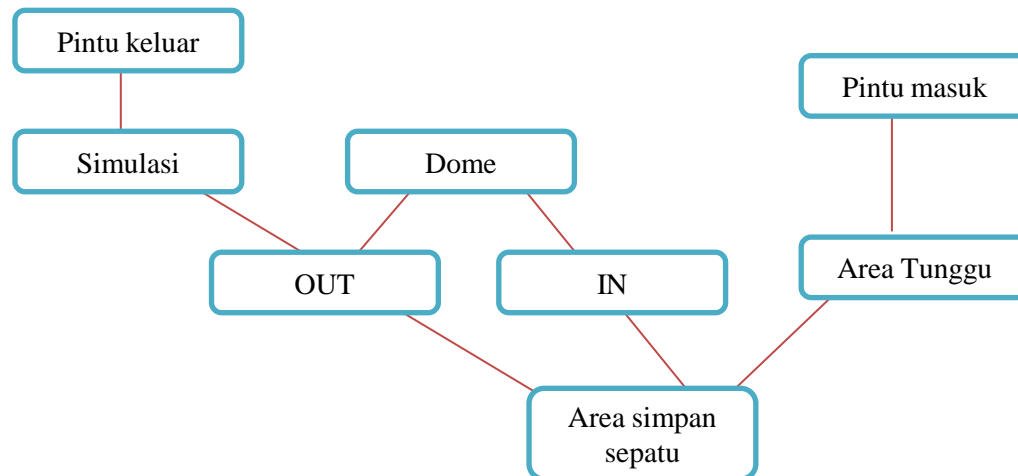 Pintu keluar
Pintu masuk
Simulasi
Dome
OUT
IN
Area Tunggu
Area simpan
sepatu